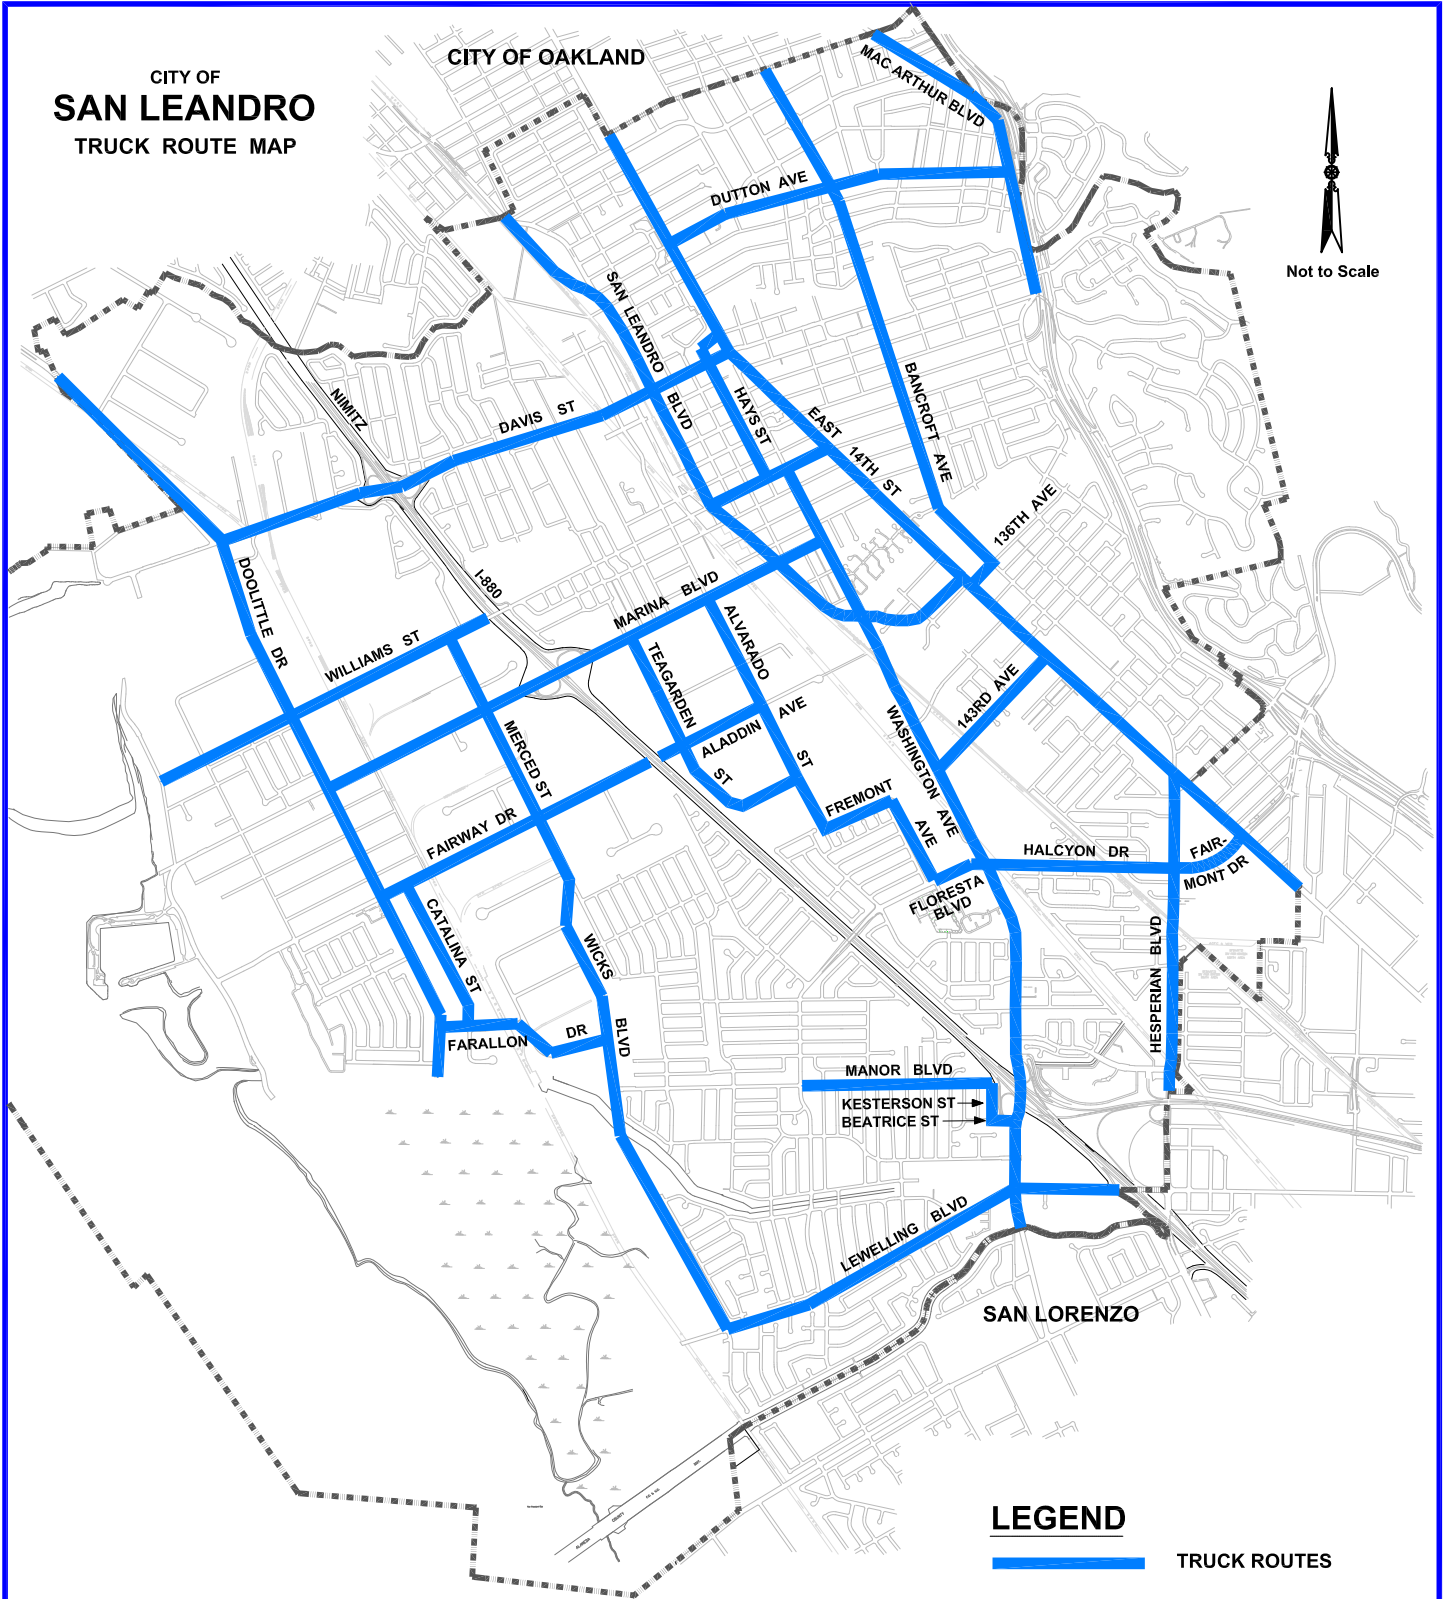 CITY OF
SAN LEANDRO
TRUCK ROUTE MAP
CITY OF OAKLAND
MAC ARTHUR BLVD
Not to Scale
DUTTON AVE
SAN LEANDRO
BLVD
NIMITZ
DAVIS ST
HAYS ST
EAST 14TH ST
BANCROFT AVE
136TH AVE
I-880
DOOLITTLE DR
WILLIAMS ST
MARINA BLVD
TEAGARDEN
ST
ALVARADO
ST
ALADDIN AVE
143RD AVE
WASHINGTON AVE
MERCED ST
FAIRWAY DR
FREMONT
AVE
HALCYON DR
FAIR-
MONT DR
FLORESTA
BLVD
CATALINA ST
WICKS
BLVD
FARALLON
DR
HESPERIAN BLVD
MANOR BLVD
KESTERSON ST
BEATRICE ST
LEWELLING BLVD
SAN LORENZO
LEGEND
TRUCK ROUTES